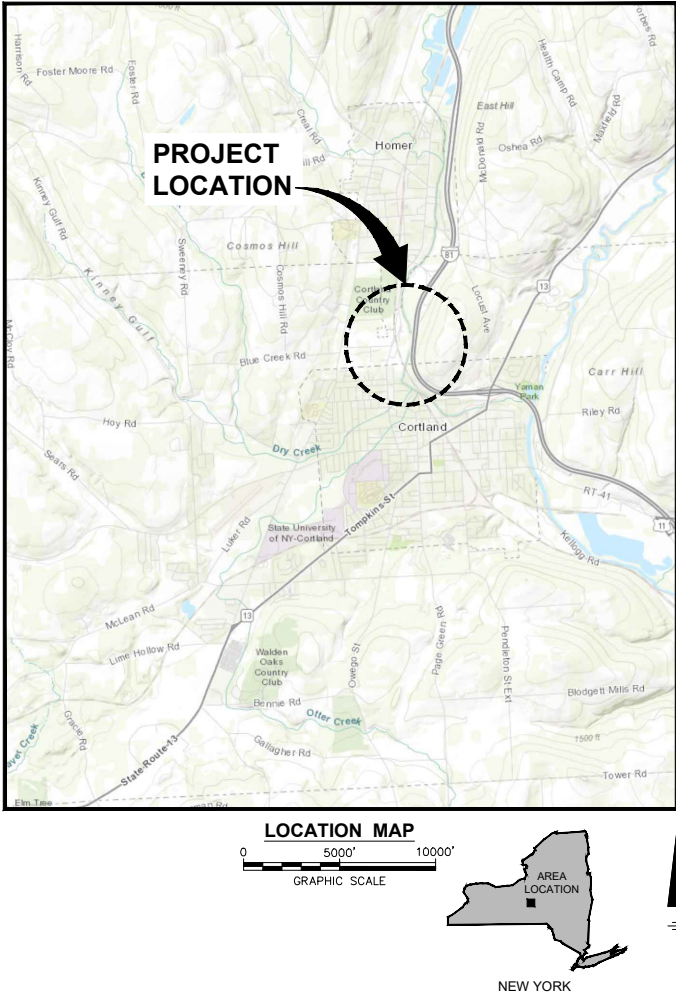 Harrison Rd
Foster Moore Rd
Foster Rd
Creal Rd
Health Camp Rd
East Hill
Maxfield Rd
McDonald Rd
Oshea Rd
Homer
PROJECT
LOCATION
Kinney Gulf Rd
Sweeney Rd
Cosmos Hill
81
13
Kinney Gulf
Cosmos Hill Rd
Country
Club
Locust Ave
McCloy Rd
Blue Creek Rd
Carr Hill
Yaman
Park
Riley Rd
Hoy Rd
Cortland
Dry Creek
Sears Rd
RT-41
11
Tompkins St
Luker Rd
State University
of NY-Cortland
Kellogg Rd
McLean Rd
13
Lime Hollow Rd
Walden
Oaks
Country
Club
Owego St
Page Green Rd
Pendleton St Ext
Bennie Rd
Blodgett Mills Rd
Otter Creek
Gracie Rd
Gallagher Rd
1500 ft
State Route 13
Tower Rd
Elm Tree
LOCATION MAP
0 5000' 10000'
GRAPHIC SCALE
AREA
LOCATION
NEW YORK